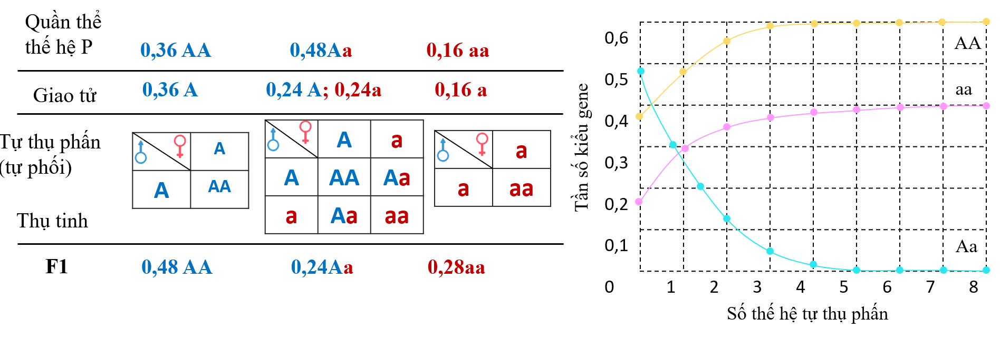 Quần thể
thế hệ P
0,36 AA 0,48Aa 0,16 aa
Giao tử 0,36 A 0,24 A; 0,24a 0,16 a
Tự thụ phấn
(tự phối)
A
A AA
A a
A AA Aa
a Aa aa
a
a aa
Thụ tinh
F1 0,48 AA 0,24Aa 0,28aa
Tần số kiểu gene
0,6
0,5
0,4
0,3
0,2
0,1
0 1 2 3 4 5 6 7 8
AA
aa
Aa
Số thế hệ tự thụ phấn